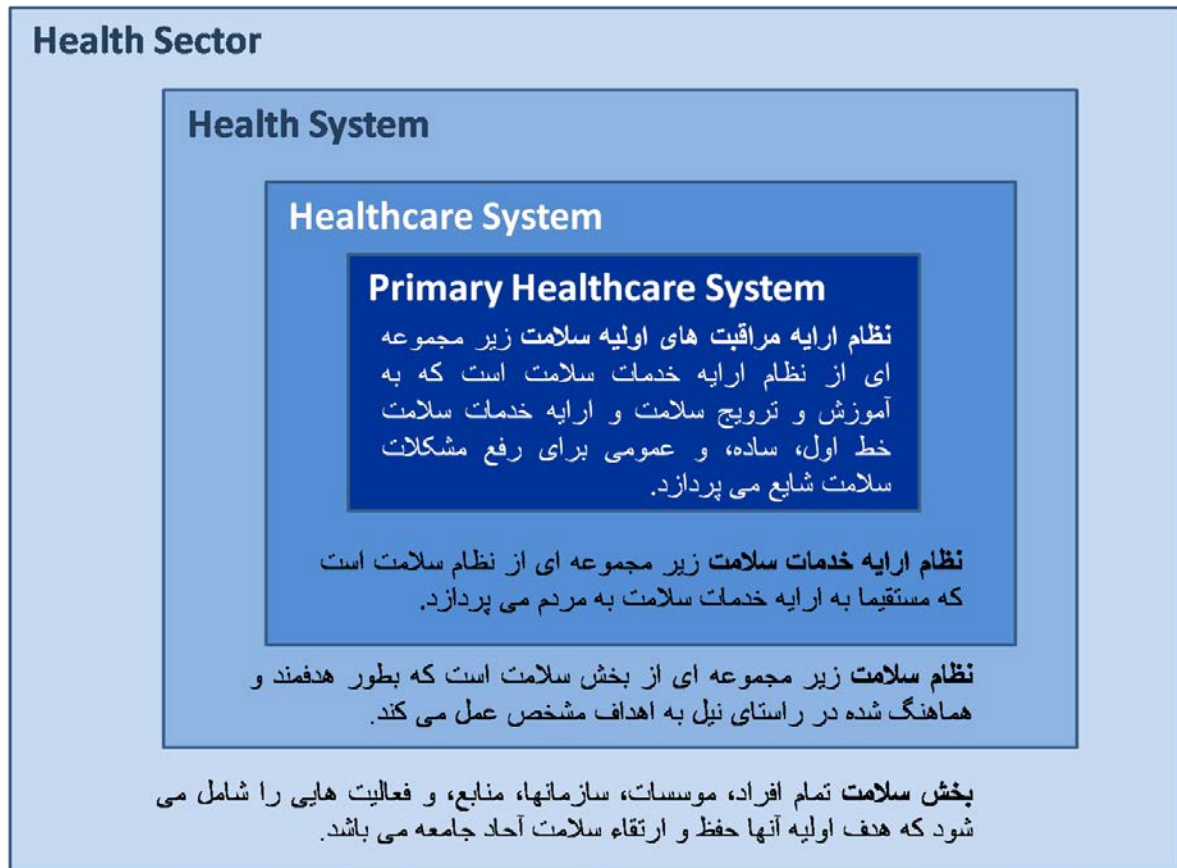 Health Sector
Health System
Healthcare System
Primary Healthcare System
نظام ارایه مراقبت های اولیه سلامت زیر مجموعه
ای از نظام ارایه خدمات سلامت است که به
آموزش و ترویج سلامت و ارایه خدمات سلامت
خط اول، ساده، و عمومی برای رفع مشکلات
سلامت شایع می پردازد.
نظام ارایه خدمات سلامت زیر مجموعه ای از نظام سلامت است
که مستقیما به ارایه خدمات سلامت به مردم می پردازد.
نظام سلامت زیر مجموعه ای از بخش سلامت است که بطور هدفمند و
هماهنگ شده در راستای نیل به اهداف مشخص عمل می کند.
بخش سلامت تمام افراد، موسسات، سازمانها، منابع، و فعالیت هایی را شامل می
شود که هدف اولیه آنها حفظ و ارتقاء سلامت آحاد جامعه می باشد.